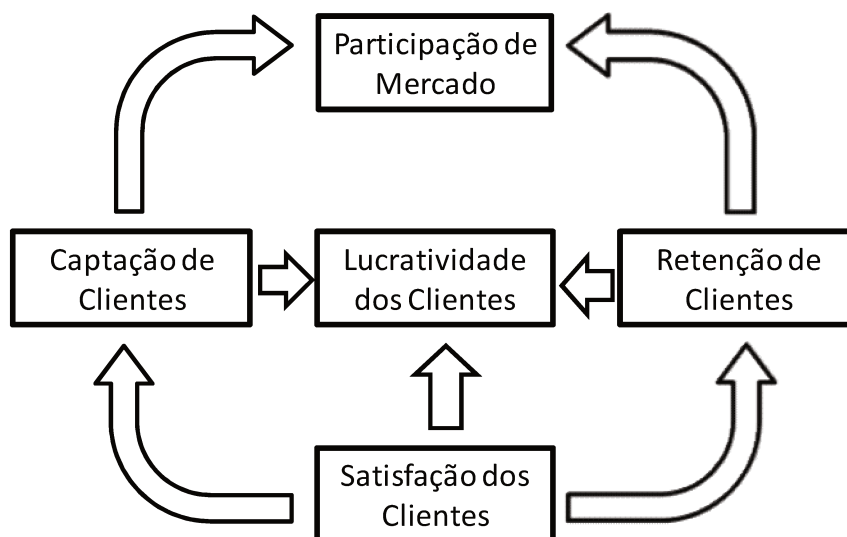 Participação de
Mercado
Captação de
Clientes
Lucratividade
dos Clientes
Retenção de
Clientes
Satisfação dos
Clientes